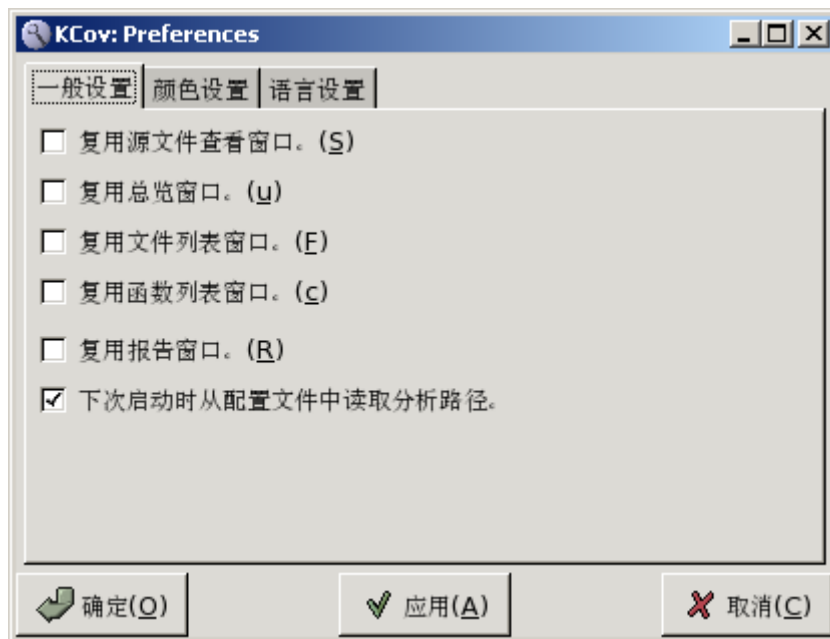 KCov: Preferences
一般设置 颜色设置 语言设置
复用源文件查看窗口。(S)
复用总览窗口。(u)
复用文件列表窗口。(F)
复用函数列表窗口。(c)
复用报告窗口。(R)
下次启动时从配置文件中读取分析路径。
确定(O) 应用(A) 取消(C)